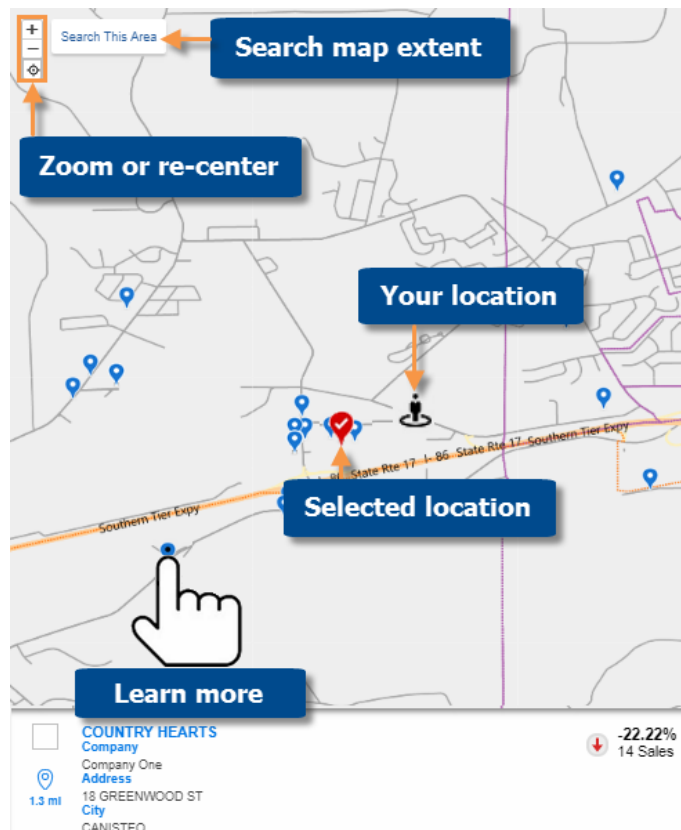 +
Search This Area
Search map extent
−
Zoom or re-center
Your location
Southern Tier Expy
86 State Rte 17 I- 86 State Rte 17 Southern Tier Expy
Selected location
Learn more
COUNTRY HEARTS
Company
Company One
Address
18 GREENWOOD ST
City
CANISTEO
1.3 mi
-22.22%
14 Sales